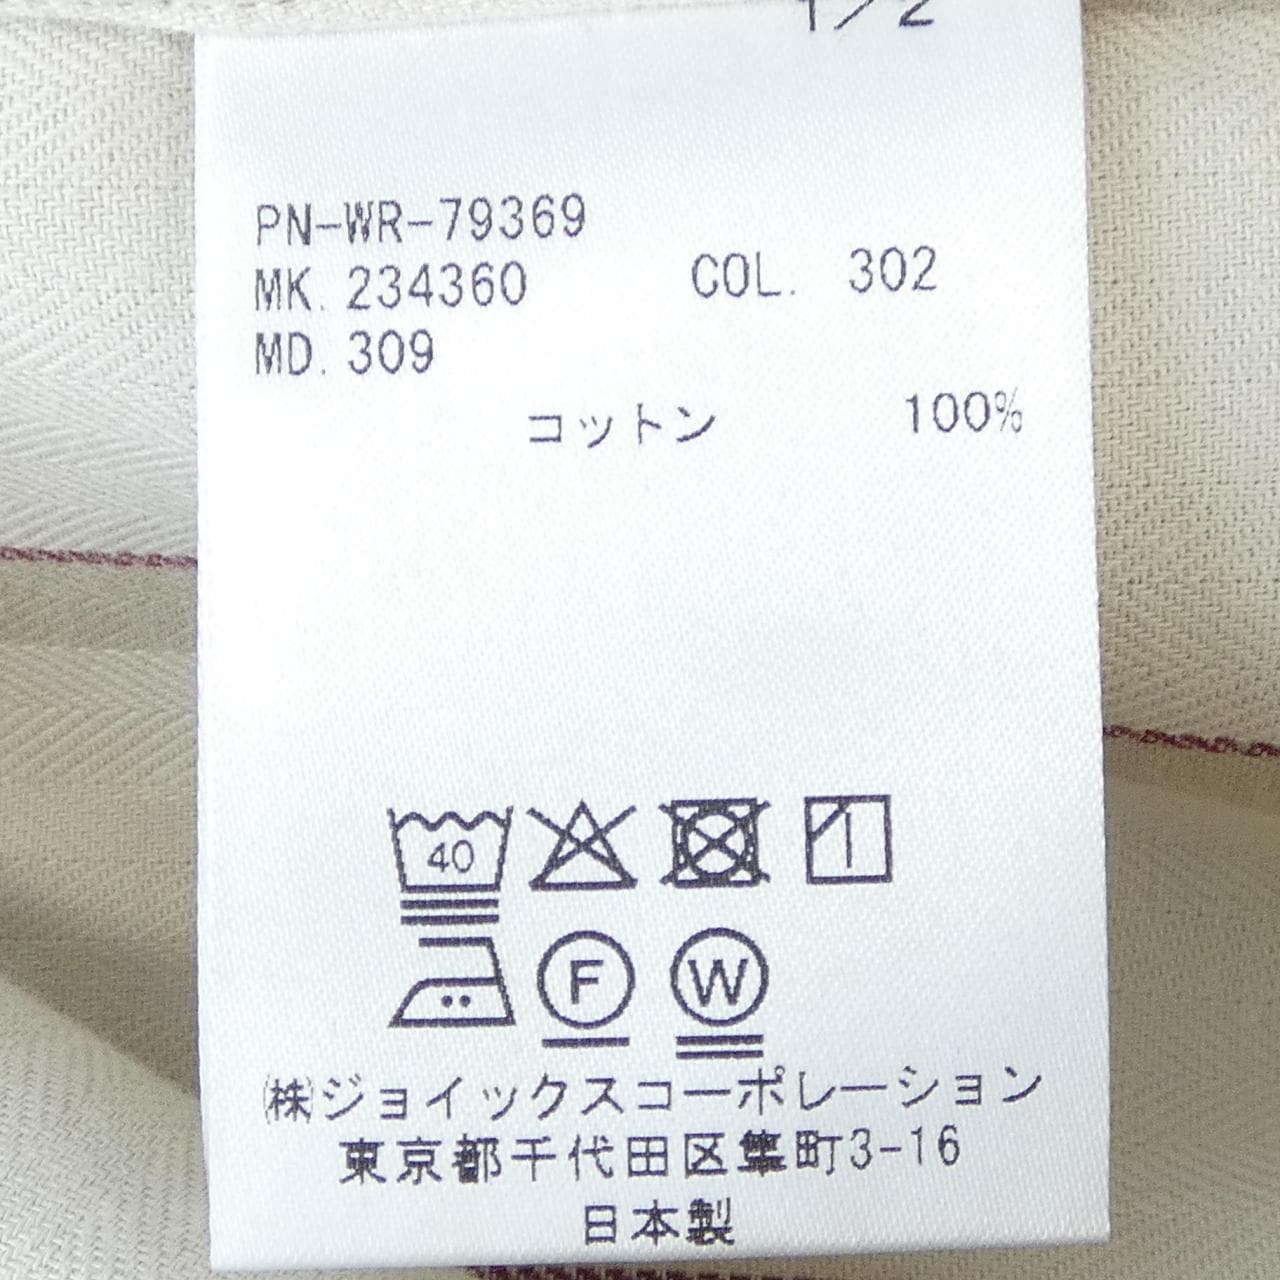 1/2
PN-WR-79369
MK. 234360 COL. 302
MD. 309
コットン 100%
40
F W
㈱ジョイックスコーポレーション
東京都千代田区隼町3-16
日本製